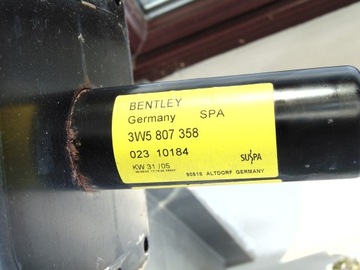 BENTLEY
Germany SPA
3W5 807 358
023 10184
KW 31 /05
SUSPA
90518 ALTDORF GERMANY